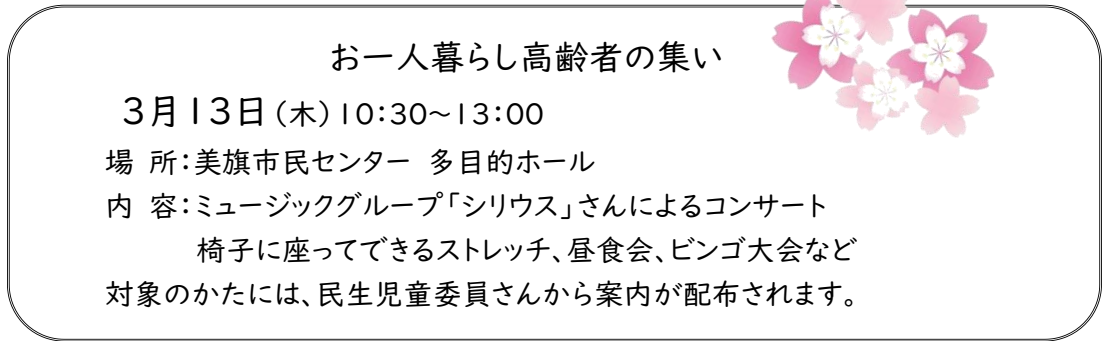 お一人暮らし高齢者の集い
3月13日(木)10:30~13:00
場 所:美旗市民センター 多目的ホール
内 容:ミュージックグループ「シリウス」さんによるコンサート
椅子に座ってできるストレッチ、昼食会、ビンゴ大会など
対象のかたには、民生児童委員さんから案内が配布されます。